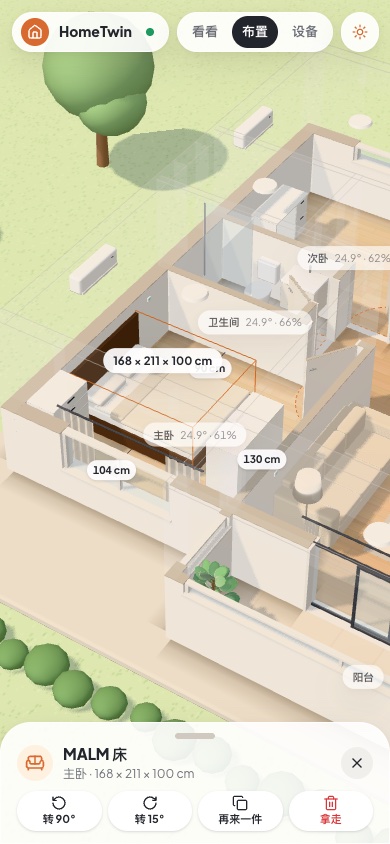 HomeTwin
看看
布置
设备
次卧 24.9° · 62%
卫生间 24.9° · 66%
168 × 211 × 100 cm
主卧 24.9° · 61%
130 cm
104 cm
阳台
MALM 床
主卧 · 168 × 211 × 100 cm
转 90°
转 15°
再来一件
拿走